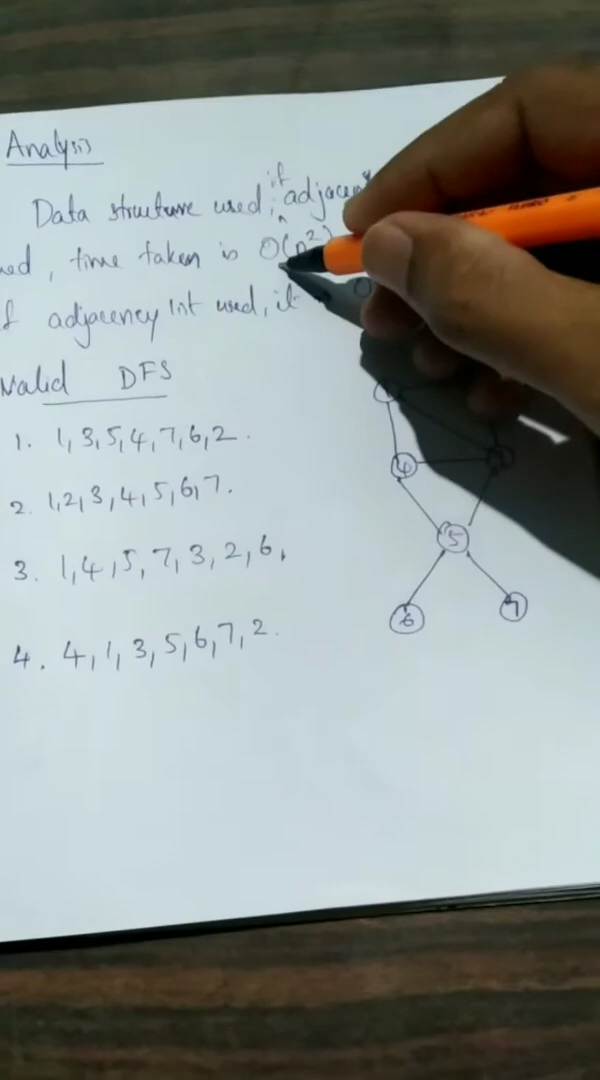 Analysis
Data structure used, if adjacen
used, time taken is O(n²)
adjacency list used, it
Valid DFS
1. 1, 3, 5, 4, 7, 6, 2.
2. 1, 2, 3, 4, 5, 6, 7.
3. 1, 4, 5, 7, 3, 2, 6,
4. 4, 1, 3, 5, 6, 7, 2.
4
5
6
7